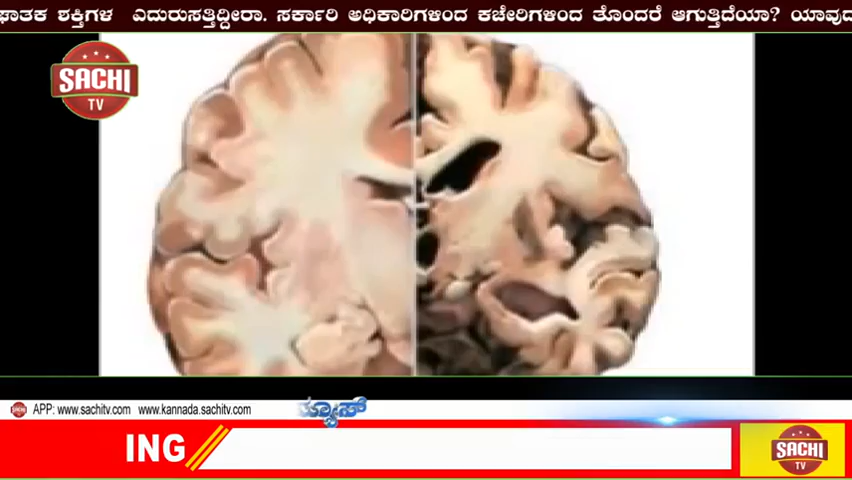 ಘಾತಕ ಶಕ್ತಿಗಳ ಎದುರುಸತ್ತಿದ್ದೀರಾ. ಸರ್ಕಾರಿ ಅಧಿಕಾರಿಗಳಿಂದ ಕಚೇರಿಗಳಿಂದ ತೊಂದರೆ ಆಗುತ್ತಿದೆಯಾ?
SACHI
TV
APP: www.sachitv.com www.kannada.sachitv.com
ನ್ಯೂಸ್
ING
SACHI
TV